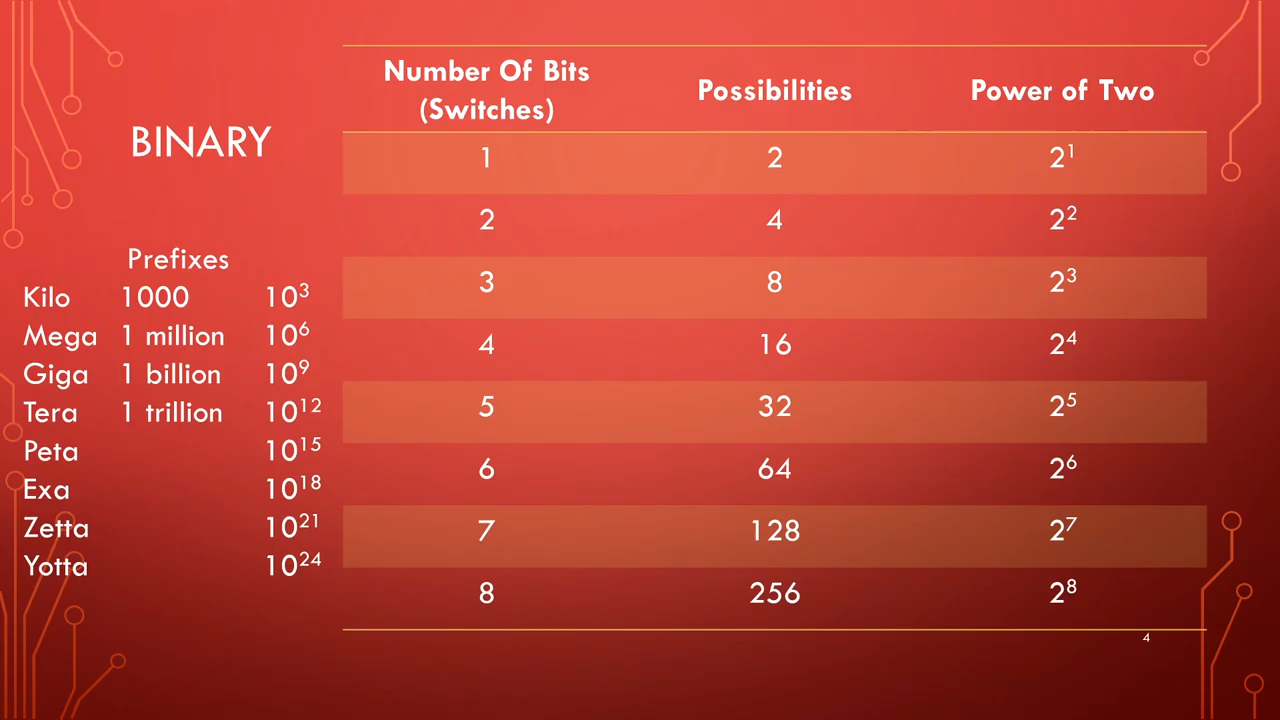 BINARY
Prefixes
Kilo 1000 10³
Mega 1 million 10⁶
Giga 1 billion 10⁹
Tera 1 trillion 10¹²
Peta 10¹⁵
Exa 10¹⁸
Zetta 10²¹
Yotta 10²⁴
Number Of Bits
(Switches) Possibilities Power of Two
1 2 2¹
2 4 2²
3 8 2³
4 16 2⁴
5 32 2⁵
6 64 2⁶
7 128 2⁷
8 256 2⁸
4